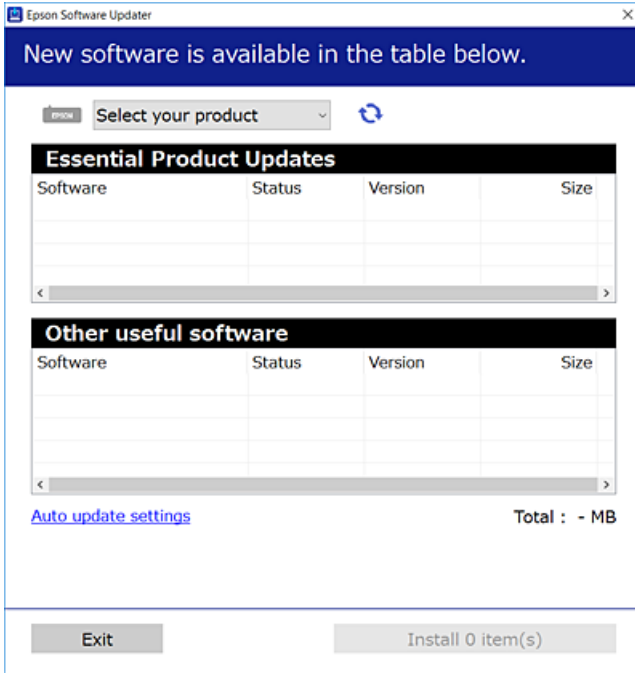 Epson Software Updater
New software is available in the table below.
EPSON Select your product
Essential Product Updates
Software Status Version Size
Other useful software
Software Status Version Size
Auto update settings Total : - MB
Exit Install 0 item(s)